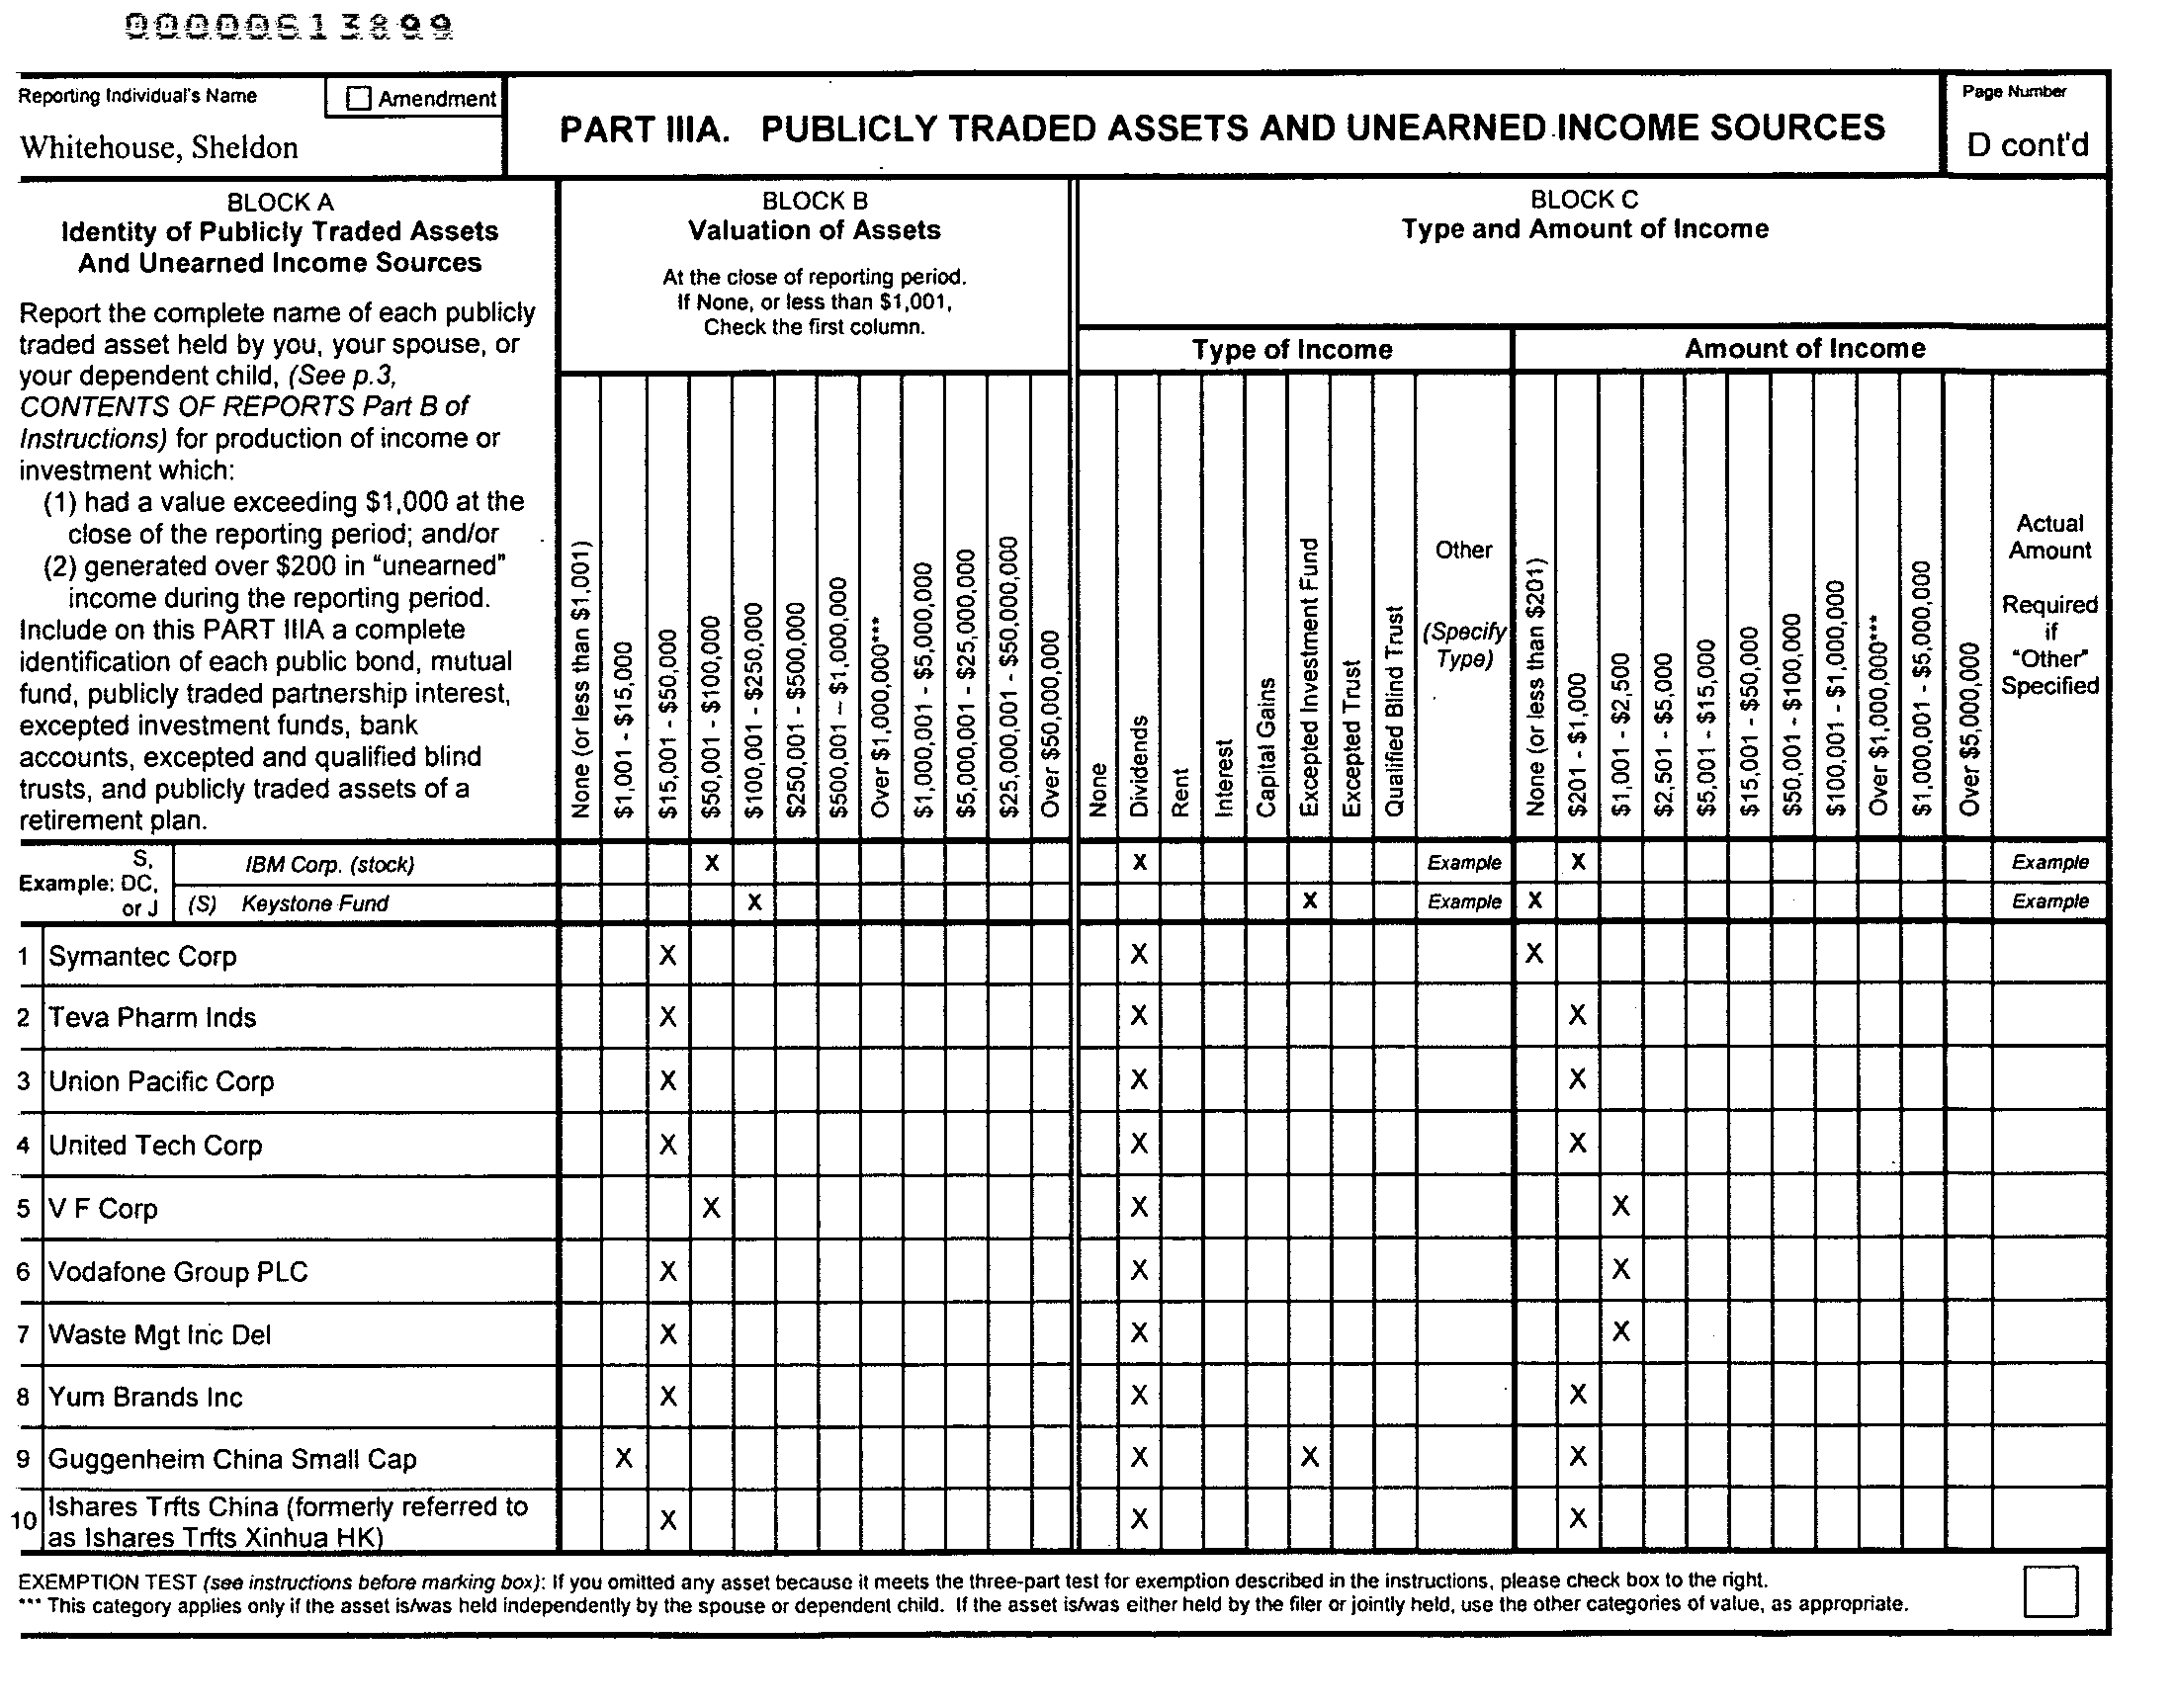 00000613899
Reporting Individual's Name
Amendment
Whitehouse, Sheldon
PART IIIA. PUBLICLY TRADED ASSETS AND UNEARNED INCOME SOURCES
Page Number
D cont'd
BLOCK A
Identity of Publicly Traded Assets
And Unearned Income Sources
Report the complete name of each publicly
traded asset held by you, your spouse, or
your dependent child, (See p.3,
CONTENTS OF REPORTS Part B of
Instructions) for production of income or
investment which:
(1) had a value exceeding $1,000 at the
close of the reporting period; and/or
(2) generated over $200 in "unearned"
income during the reporting period.
Include on this PART IIIA a complete
identification of each public bond, mutual
fund, publicly traded partnership interest,
excepted investment funds, bank
accounts, excepted and qualified blind
trusts, and publicly traded assets of a
retirement plan.
BLOCK B
Valuation of Assets
At the close of reporting period.
If None, or less than $1,001,
Check the first column.
None (or less than $1,001)
$1,001 - $15,000
$15,001 - $50,000
$50,001 - $100,000
$100,001 - $250,000
$250,001 - $500,000
$500,001 – $1,000,000
Over $1,000,000***
$1,000,001 - $5,000,000
$5,000,001 - $25,000,000
$25,000,001 - $50,000,000
Over $50,000,000
BLOCK C
Type and Amount of Income
Type of Income
None
Dividends
Rent
Interest
Capital Gains
Excepted Investment Fund
Excepted Trust
Qualified Blind Trust
Other
(Specify
Type)
Amount of Income
None (or less than $201)
$201 - $1,000
$1,001 - $2,500
$2,501 - $5,000
$5,001 - $15,000
$15,001 - $50,000
$50,001 - $100,000
$100,001 - $1,000,000
Over $1,000,000***
$1,000,001 - $5,000,000
Over $5,000,000
Actual
Amount
Required
if
"Other"
Specified
Example: S, DC, or J
IBM Corp. (stock) X X Example X Example
(S) Keystone Fund X X Example X Example
1 Symantec Corp X X X
2 Teva Pharm Inds X X X
3 Union Pacific Corp X X X
4 United Tech Corp X X X
5 V F Corp X X X
6 Vodafone Group PLC X X X
7 Waste Mgt Inc Del X X X
8 Yum Brands Inc X X X
9 Guggenheim China Small Cap X X X X
10 Ishares Trfts China (formerly referred to
as Ishares Trfts Xinhua HK) X X X
EXEMPTION TEST (see instructions before marking box): If you omitted any asset because it meets the three-part test for exemption described in the instructions, please check box to the right.
*** This category applies only if the asset is/was held independently by the spouse or dependent child. If the asset is/was either held by the filer or jointly held, use the other categories of value, as appropriate.